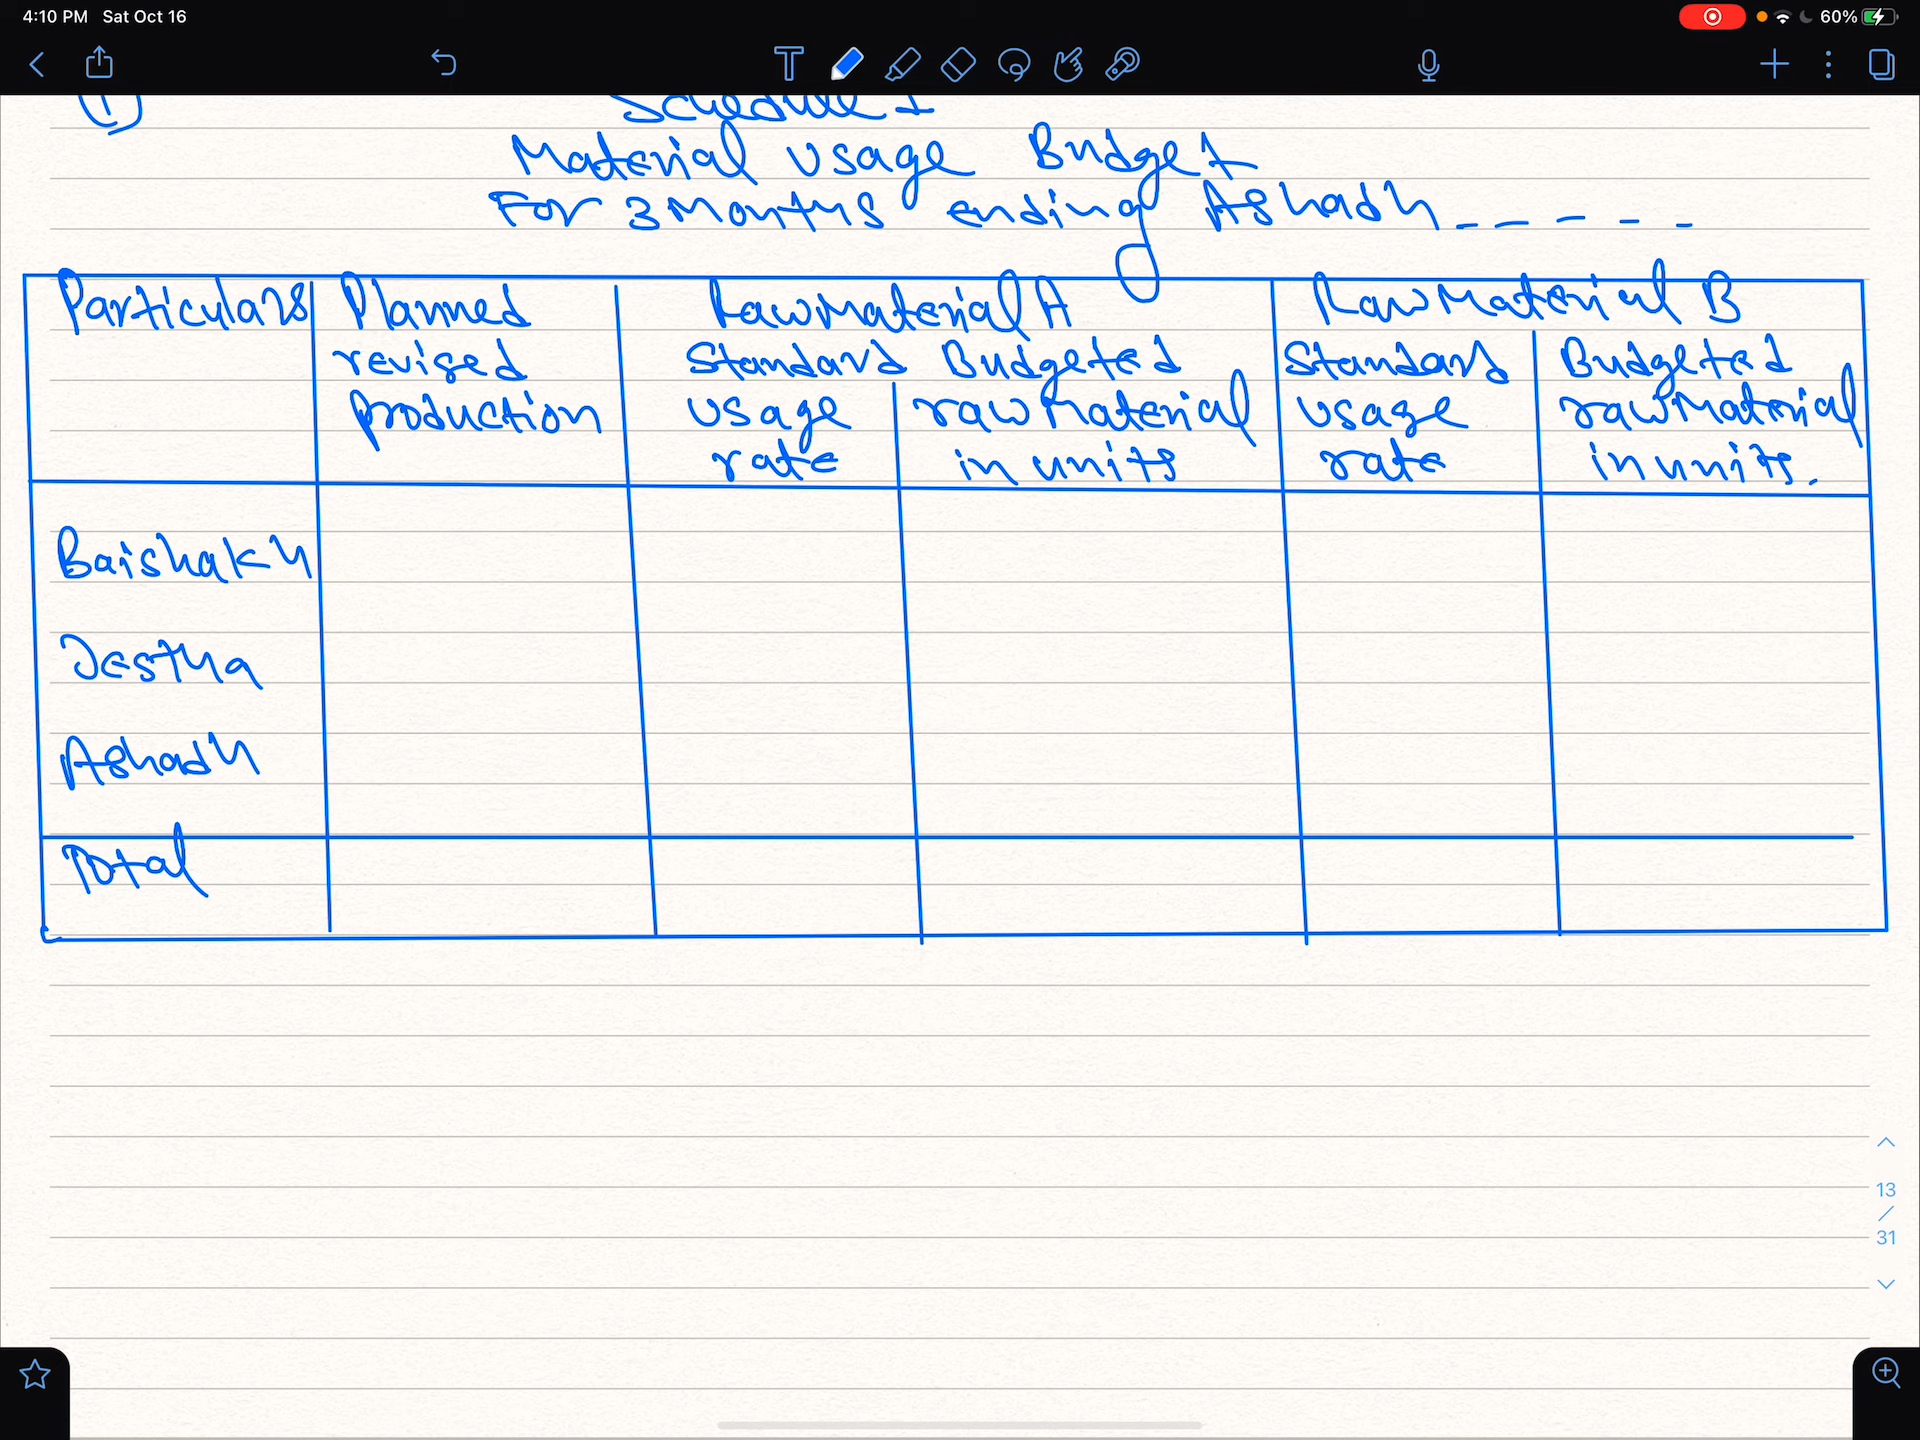 4:10 PM Sat Oct 16
60%
T
①
Schedule I
Material Usage Budget
For 3 Months ending Ashadh _ _ _ _ _
Particulars Planned Raw Material A Raw Material B
revised Standard Budgeted Standard Budgeted
production usage raw Material usage raw Material
rate in units rate in units.
Baishakh
Jestha
Ashadh
Total
13
/
31